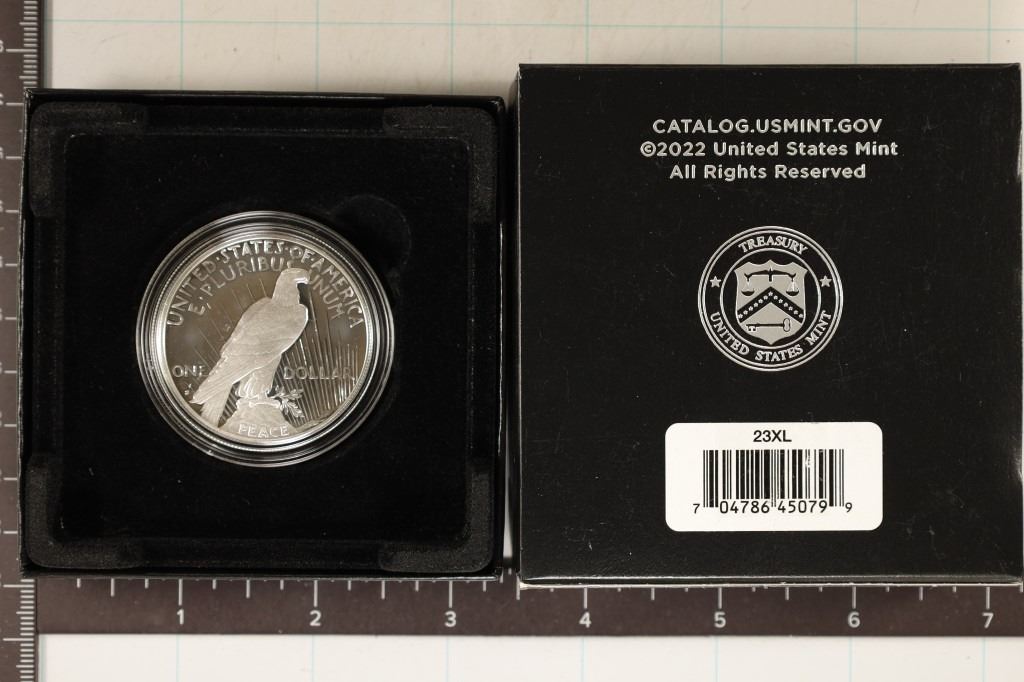 UNITED·STATES·OF·AMERICA
E·PLURIBUS UNUM
ONE DOLLAR
PEACE
CATALOG.USMINT.GOV
©2022 United States Mint
All Rights Reserved
TREASURY
UNITED STATES MINT
23XL
7 04786 45079 9
1 2 3 4 5 6 7